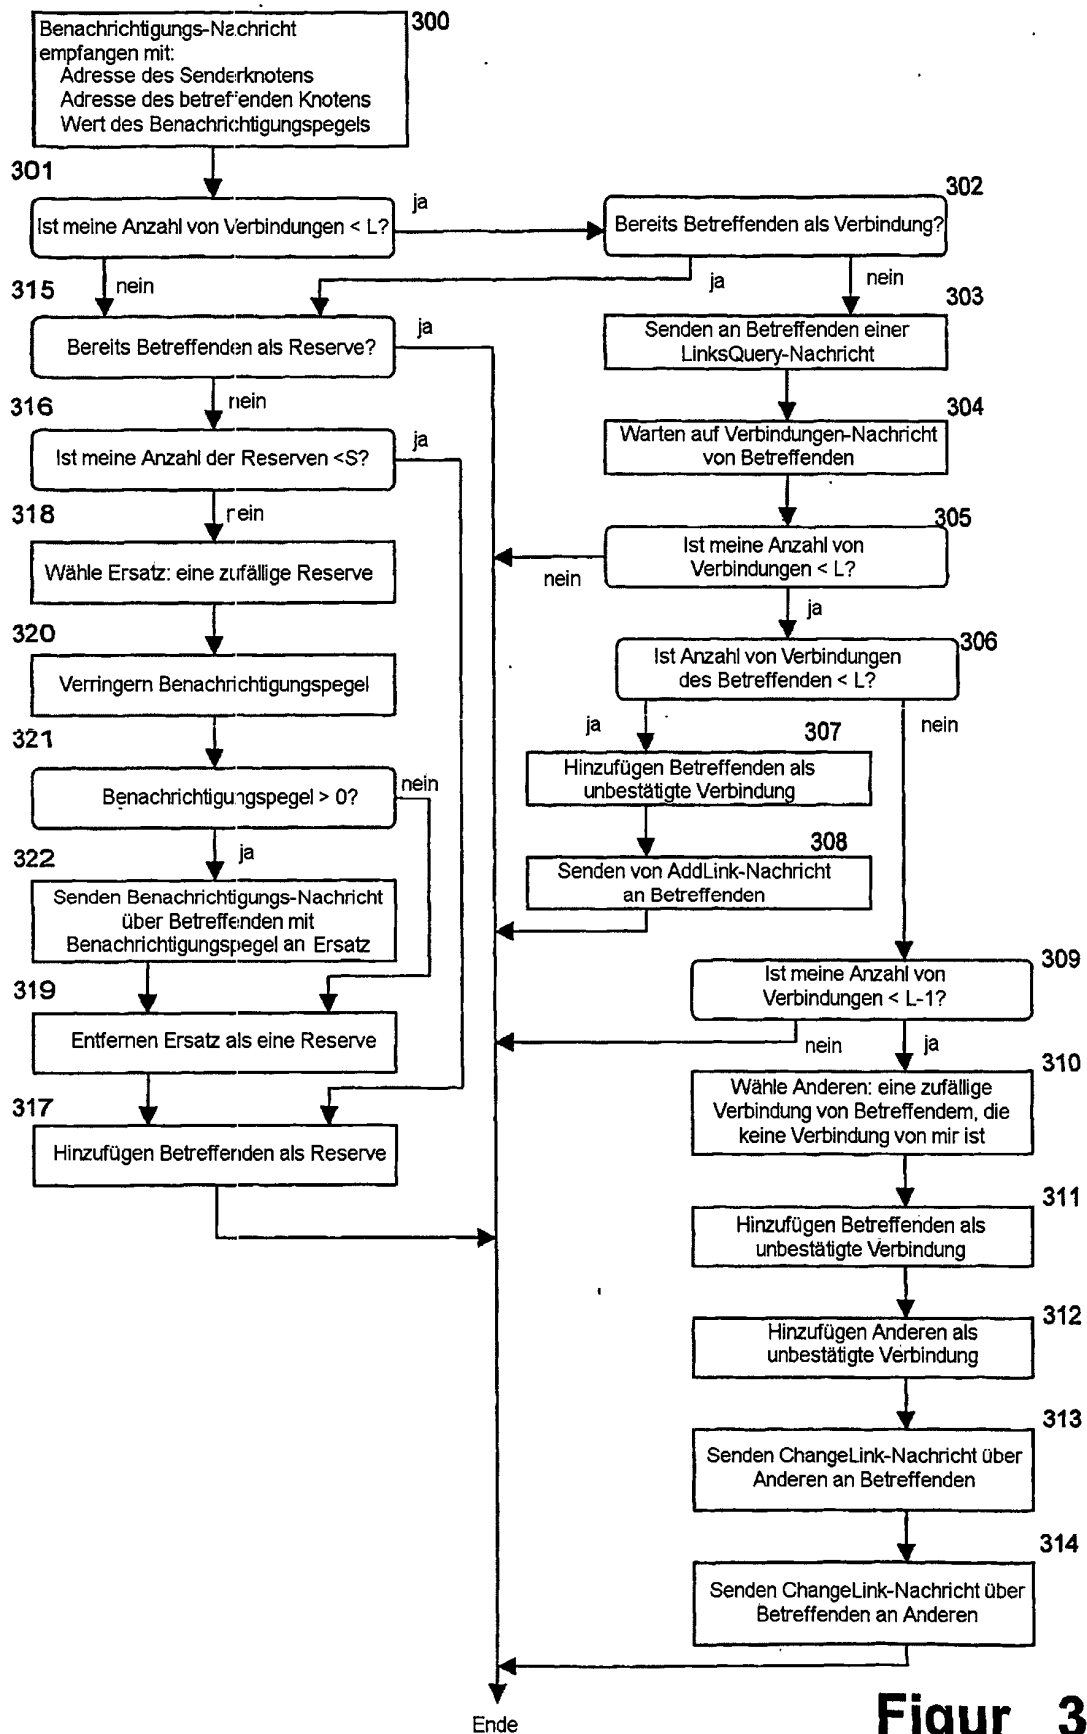 300
Benachrichtigungs-Nachricht
empfangen mit:
Adresse des Senderknotens
Adresse des betreffenden Knotens
Wert des Benachrichtigungspegels
301
Ist meine Anzahl von Verbindungen < L?
ja
nein
302
Bereits Betreffenden als Verbindung?
ja
nein
315
Bereits Betreffenden als Reserve?
ja
nein
303
Senden an Betreffenden einer
LinksQuery-Nachricht
316
Ist meine Anzahl der Reserven <S?
ja
nein
304
Warten auf Verbindungen-Nachricht
von Betreffenden
318
Wähle Ersatz: eine zufällige Reserve
305
Ist meine Anzahl von
Verbindungen < L?
nein
ja
320
Verringern Benachrichtigungspegel
306
Ist Anzahl von Verbindungen
des Betreffenden < L?
ja
nein
321
Benachrichtigungspegel > 0?
nein
ja
307
Hinzufügen Betreffenden als
unbestätigte Verbindung
322
Senden Benachrichtigungs-Nachricht
über Betreffenden mit
Benachrichtigungspegel an Ersatz
308
Senden von AddLink-Nachricht
an Betreffenden
319
Entfernen Ersatz als eine Reserve
309
Ist meine Anzahl von
Verbindungen < L-1?
nein
ja
317
Hinzufügen Betreffenden als Reserve
310
Wähle Anderen: eine zufällige
Verbindung von Betreffendem, die
keine Verbindung von mir ist
311
Hinzufügen Betreffenden als
unbestätigte Verbindung
312
Hinzufügen Anderen als
unbestätigte Verbindung
313
Senden ChangeLink-Nachricht über
Anderen an Betreffenden
314
Senden ChangeLink-Nachricht über
Betreffenden an Anderen
Ende
Figur 3